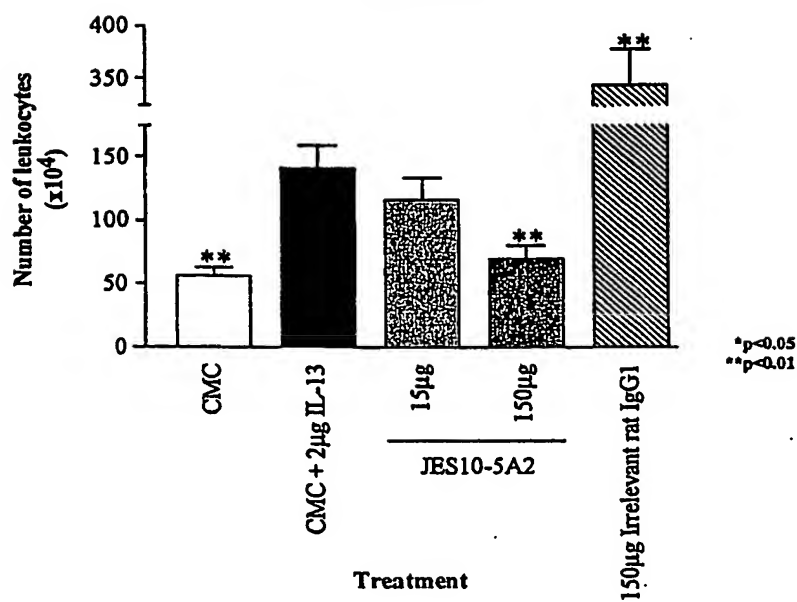 Number of leukocytes
(x10⁴)
400
350
150
100
50
0
**
**
**
CMC
CMC + 2µg IL-13
15µg
150µg
150µg Irrelevant rat IgG1
JES10-5A2
Treatment
*p<0.05
**p<0.01